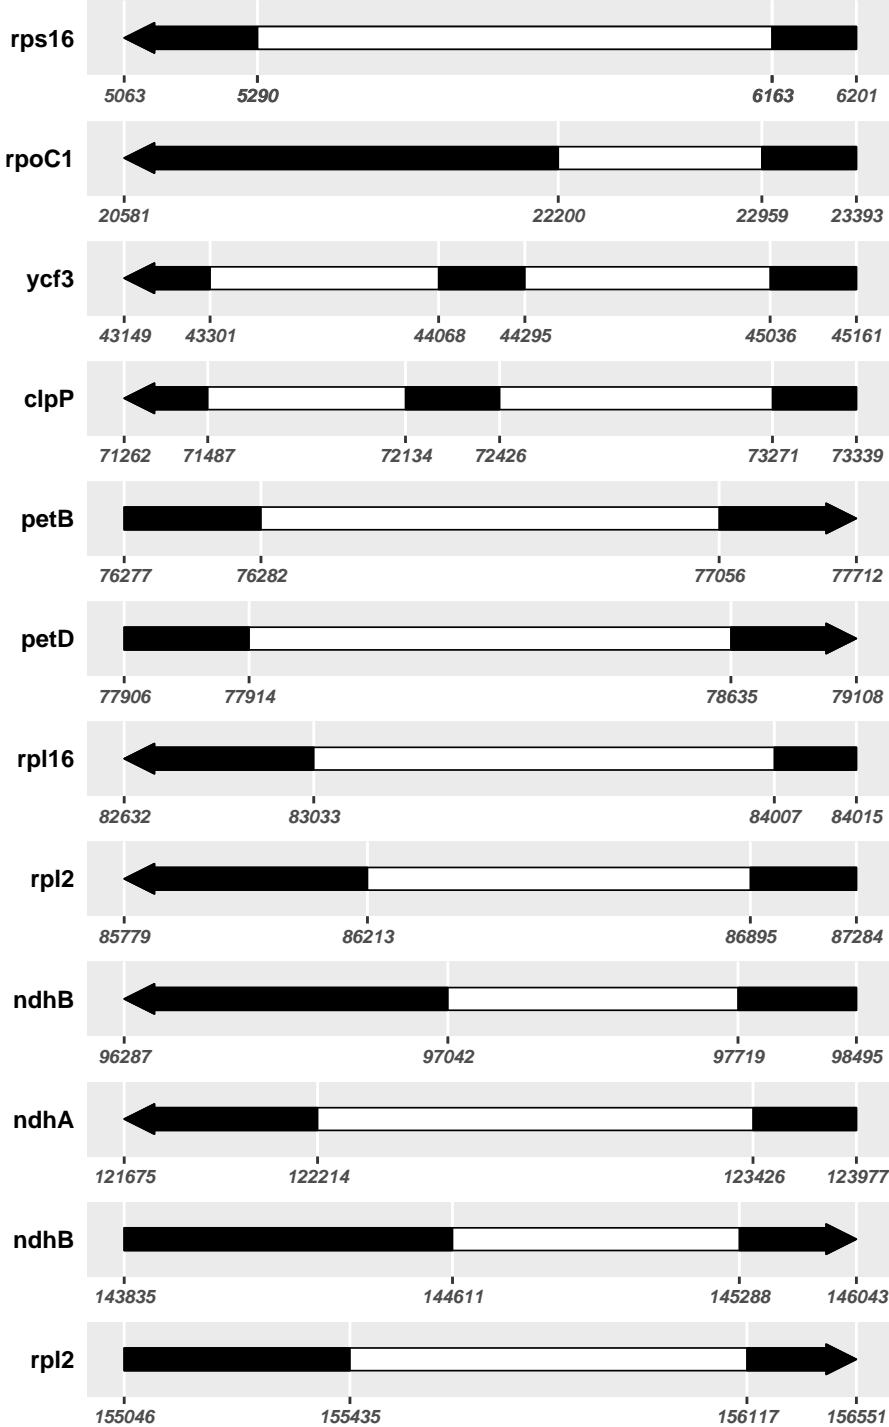 rps16
5063 5290 6163 6201
rpoC1
20581 22200 22959 23393
ycf3
43149 43301 44068 44295 45036 45161
clpP
71262 71487 72134 72426 73271 73339
petB
76277 76282 77056 77712
petD
77906 77914 78635 79108
rpl16
82632 83033 84007 84015
rpl2
85779 86213 86895 87284
ndhB
96287 97042 97719 98495
ndhA
121675 122214 123426 123977
ndhB
143835 144611 145288 146043
rpl2
155046 155435 156117 156551